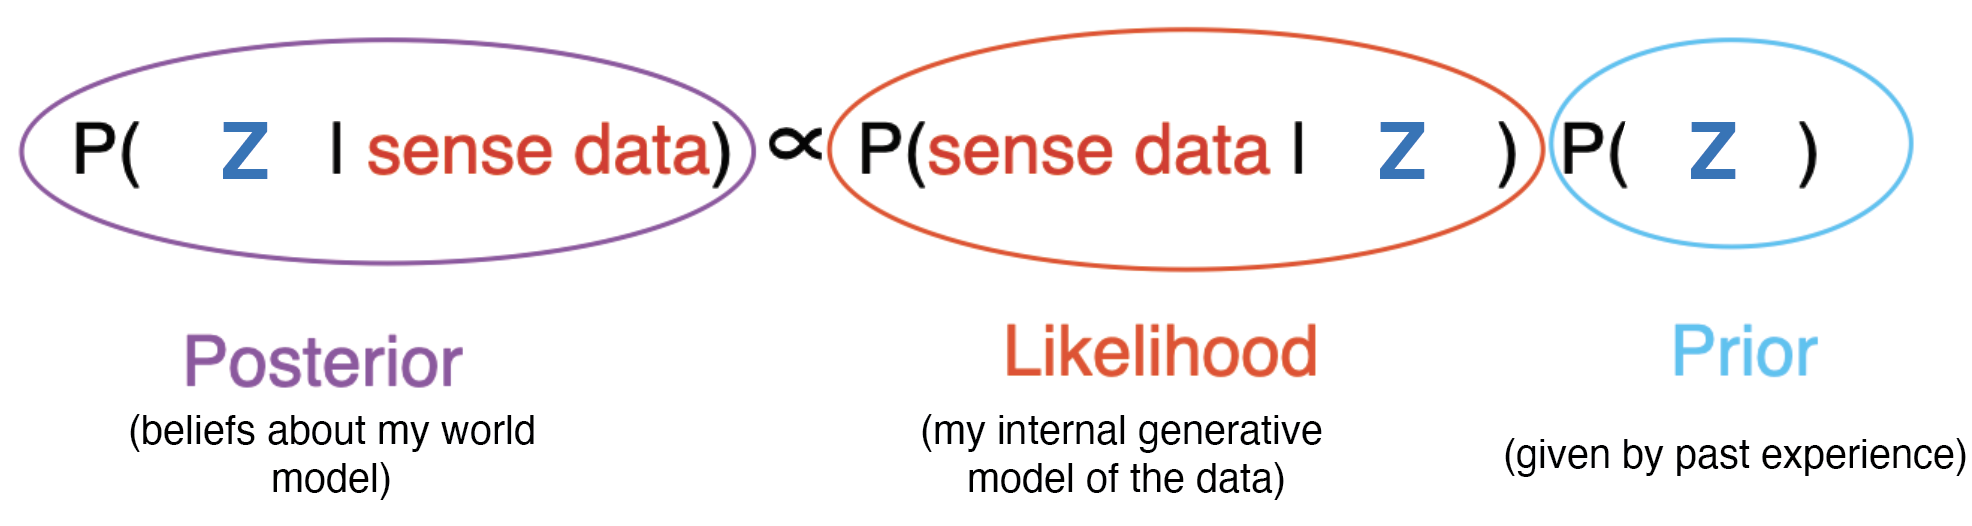 P( Z | sense data) ∝ P(sense data | Z ) P( Z )
Posterior Likelihood Prior
(beliefs about my world
model)
(my internal generative
model of the data)
(given by past experience)